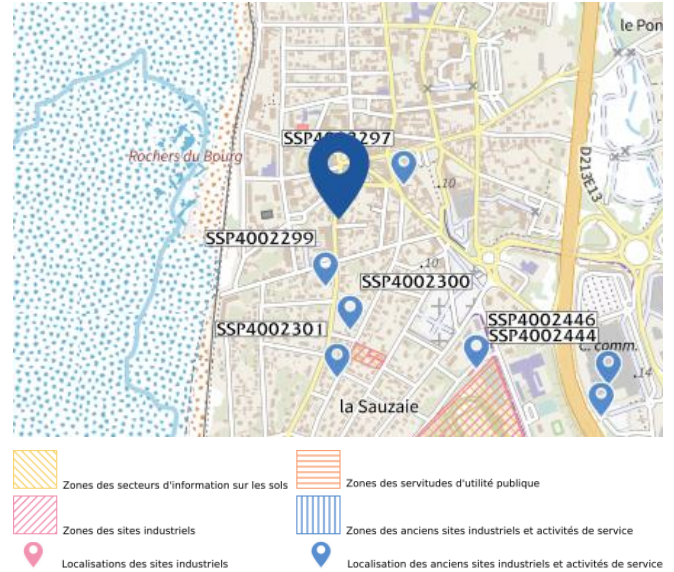 le Pon
SSP4002297
Rochers du Bourg
10
D213E13
SSP4002299
10
SSP4002300
SSP4002301
SSP4002446
SSP4002444
C. comm.
14
la Sauzaie
Zones des secteurs d'information sur les sols
Zones des servitudes d'utilité publique
Zones des sites industriels
Zones des anciens sites industriels et activités de service
Localisations des sites industriels
Localisation des anciens sites industriels et activités de service